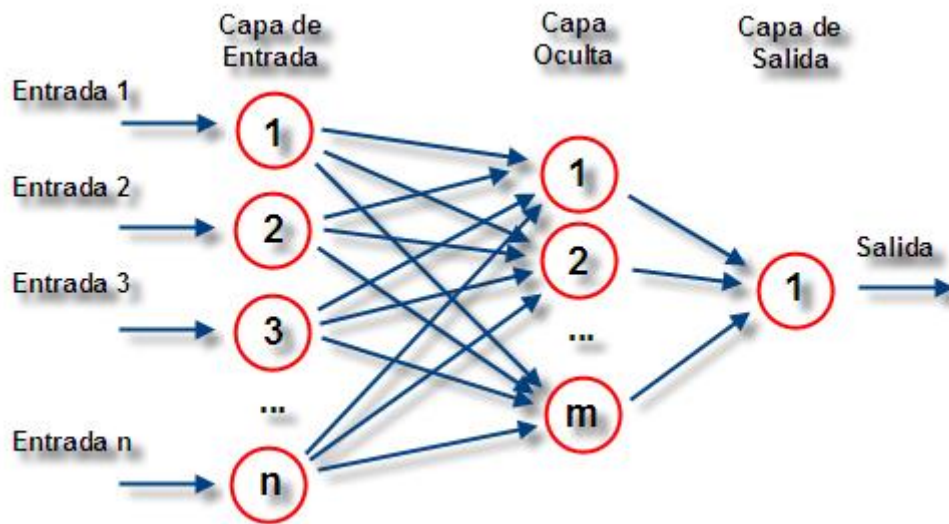 Capa de
Entrada
Capa
Oculta
Capa de
Salida
Entrada 1
1
Entrada 2
2
Entrada 3
3
...
Entrada n
n
1
2
...
m
1
Salida